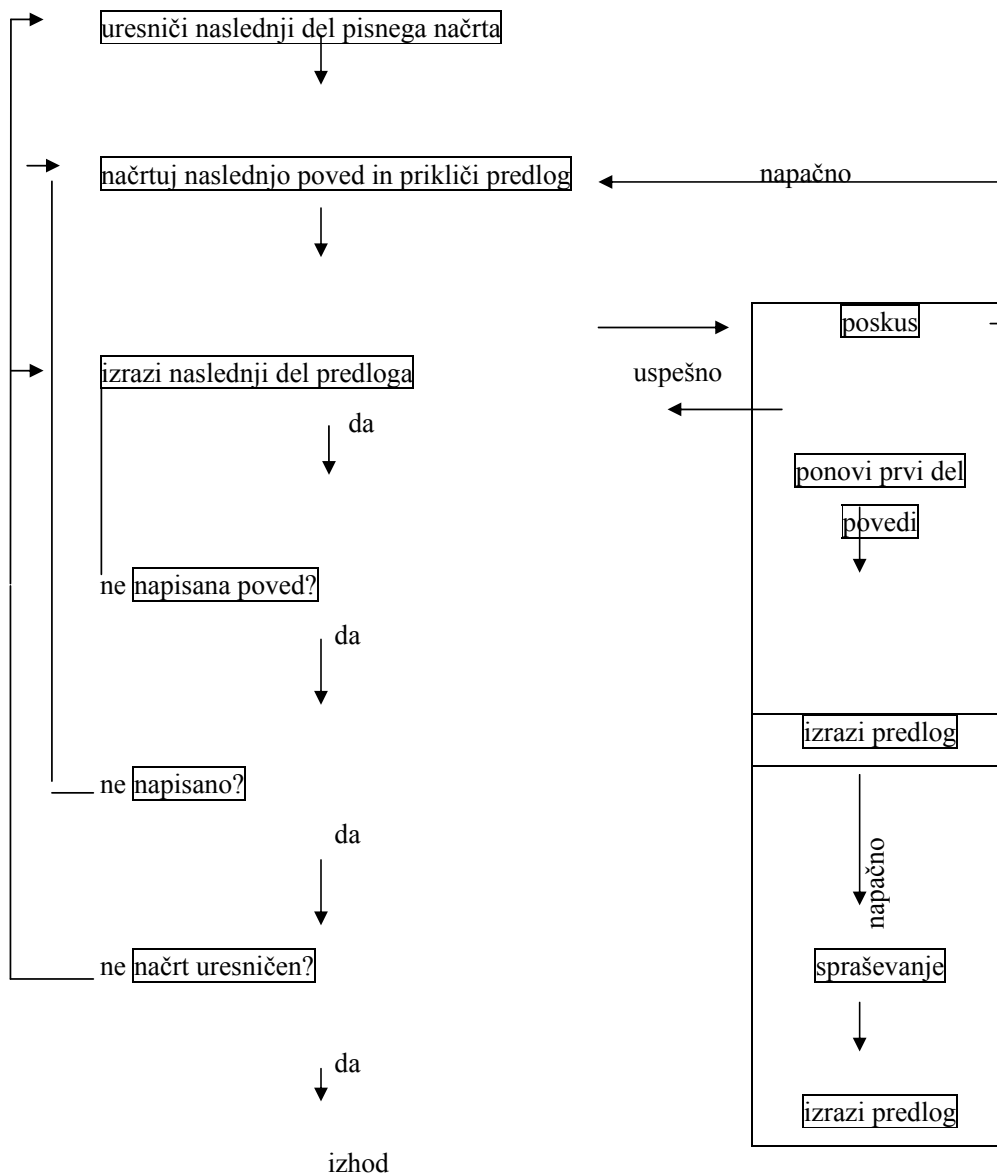 uresniči naslednji del pisnega načrta
načrtuj naslednjo poved in prikliči predlog
napačno
poskus
izrazi naslednji del predloga
uspešno
da
ponovi prvi del
povedi
ne napisana poved?
da
izrazi predlog
ne napisano?
da
napačno
ne načrt uresničen?
spraševanje
da
izrazi predlog
izhod